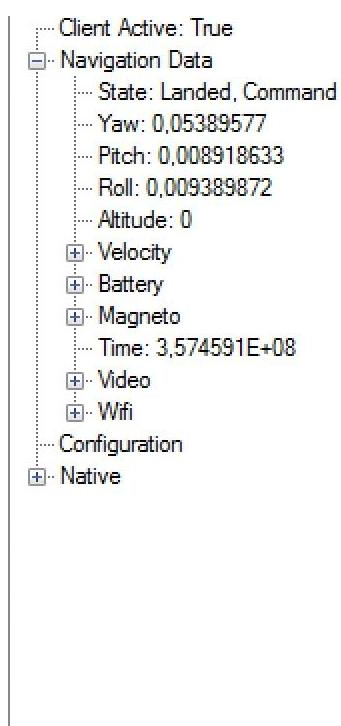 Client Active: True
Navigation Data
State: Landed, Command
Yaw: 0,05389577
Pitch: 0,008918633
Roll: 0,009389872
Altitude: 0
Velocity
Battery
Magneto
Time: 3,574591E+08
Video
Wifi
Configuration
Native